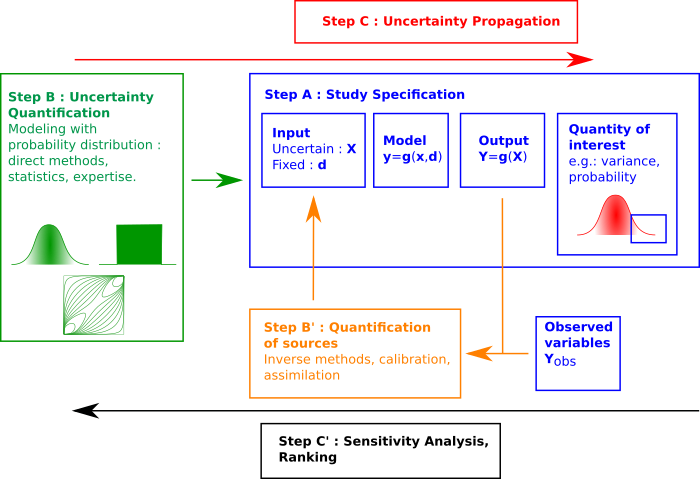 Step C : Uncertainty Propagation
Step B : Uncertainty
Quantification
Modeling with
probability distribution :
direct methods,
statistics, expertise.
Step A : Study Specification
Input
Uncertain : X
Fixed : d
Model
y=g(x,d)
Output
Y=g(X)
Quantity of
interest
e.g.: variance,
probability
Step B' : Quantification
of sources
Inverse methods, calibration,
assimilation
Observed
variables
Yobs
Step C' : Sensitivity Analysis,
Ranking